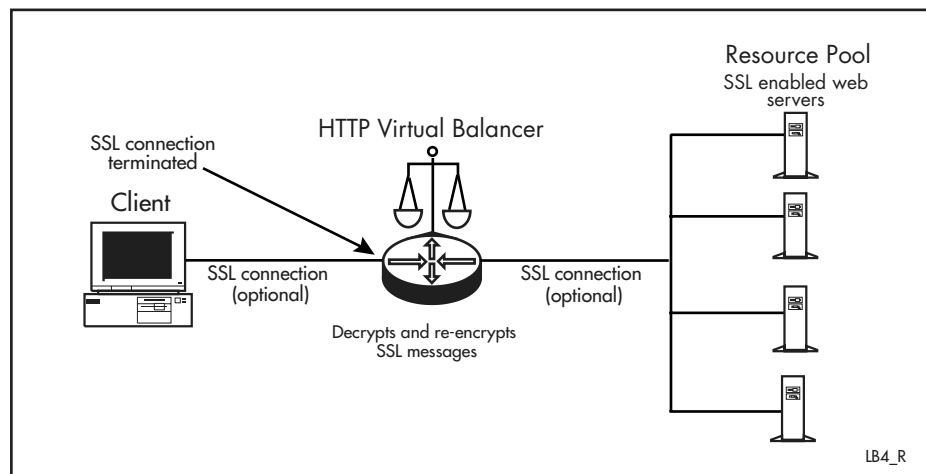 Resource Pool
SSL enabled web
servers
HTTP Virtual Balancer
SSL connection
terminated
Client
SSL connection
(optional)
SSL connection
(optional)
Decrypts and re-encrypts
SSL messages
LB4_R